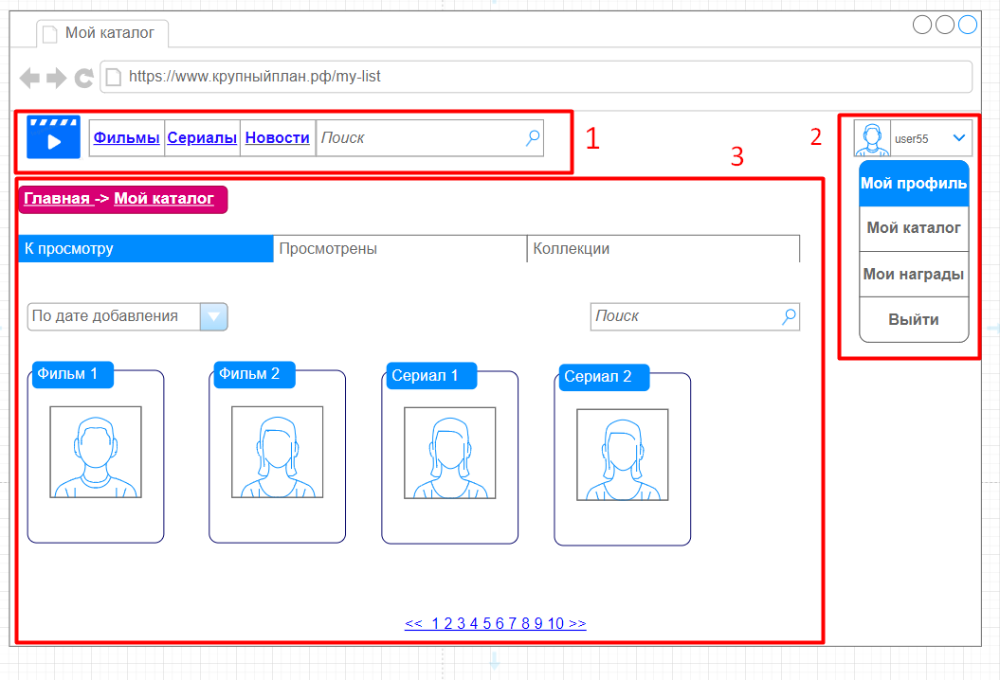 Мой каталог
https://www.крупныйплан.рф/my-list
Фильмы Сериалы Новости Поиск
1
2
user55
3
Мой профиль
Мой каталог
Мои награды
Выйти
Главная -> Мой каталог
К просмотру Просмотрены Коллекции
По дате добавления Поиск
Фильм 1 Фильм 2 Сериал 1 Сериал 2
<< 1 2 3 4 5 6 7 8 9 10 >>